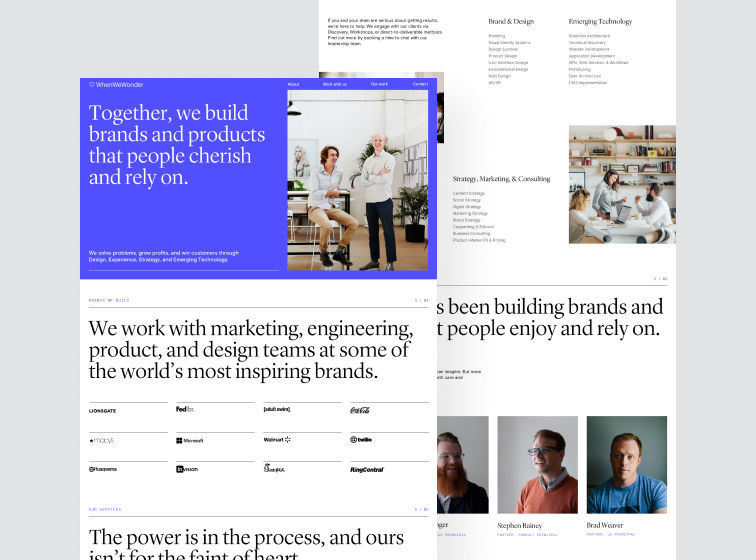 If you and your team are serious about getting results,
we're here to help. We engage with our clients via
Discovery, Workshops, or direct-to-deliverable methods.
Find out more by booking a time to chat with our
leadership team.
Brand & Design
Branding
Visual Identity Systems
Design Systems
Product Design
User Interface Design
Environmental Design
Web Design
AR/VR
Emerging Technology
Solutions Architecture
Technical Discovery
Website Development
Application Development
APIs, Web Services, & Workflows
Prototyping
Data Architecture
CMS Implementation
Strategy, Marketing, & Consulting
Content Strategy
Social Strategy
Digital Strategy
Marketing Strategy
Brand Strategy
Copywriting & Editorial
Business Consulting
Product-Market Fit & Pricing
WhenWeWonder
About
Work with us
Our work
Contact
Together, we build
brands and products
that people cherish
and rely on.
We solve problems, grow profits, and win customers through
Design, Experience, Strategy, and Emerging Technology.
BRANDS WE BUILD
We work with marketing, engineering,
product, and design teams at some of
the world's most inspiring brands.
LIONSGATE
FedEx
[adult swim]
Coca-Cola
macy's
Microsoft
Walmart
twilio
Husqvarna
invision
RingCentral
OUR SERVICES
The power is in the process, and ours
isn't for the faint of heart
s been building brands and
t people enjoy and rely on.
can imagine. But some
with care and
nger
PRINCIPAL
Stephen Rainey
PARTNER, PRODUCT PRINCIPAL
Brad Weaver
PARTNER, UX PRINCIPAL